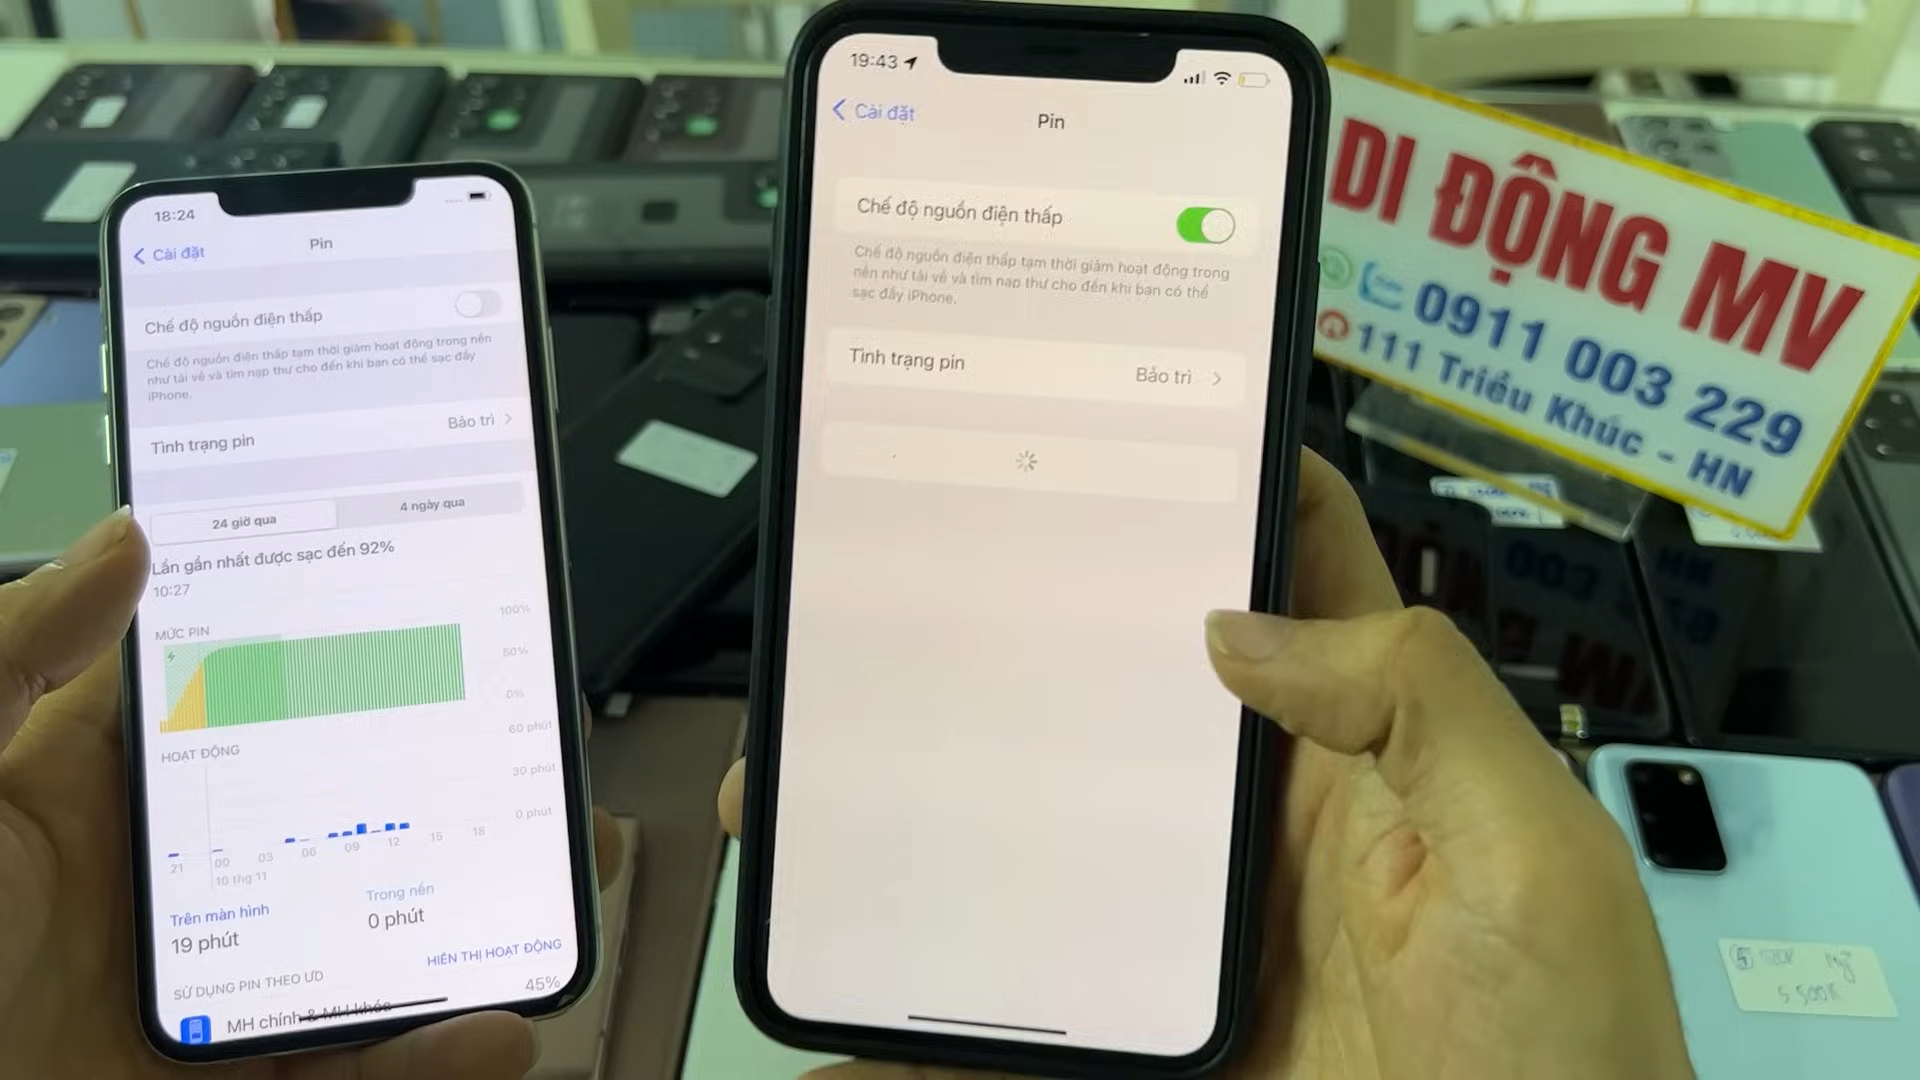 18:24
Cài đặt
Pin
Chế độ nguồn điện thấp
Chế độ nguồn điện thấp tạm thời giảm hoạt động trong nền
như tải về và tìm nạp thư cho đến khi bạn có thể sạc đầy
iPhone.
Tình trạng pin
Bảo trì
24 giờ qua
4 ngày qua
Lần gần nhất được sạc đến 92%
10:27
MỨC PIN
100%
50%
0%
HOẠT ĐỘNG
60 phút
30 phút
0 phút
21 00 03 06 09 12 15 18
10 thg 11
Trên màn hình
19 phút
Trong nền
0 phút
HIỂN THỊ HOẠT ĐỘNG
SỬ DỤNG PIN THEO ƯD
MH chính & MH khóa
45%
19:43
Cài đặt
Pin
Chế độ nguồn điện thấp
Chế độ nguồn điện thấp tạm thời giảm hoạt động trong
nền như tải về và tìm nạp thư cho đến khi bạn có thể
sạc đầy iPhone.
Tình trạng pin
Bảo trì
DI ĐỘNG MV
0911 003 229
111 Triều Khúc - HN
5 500K